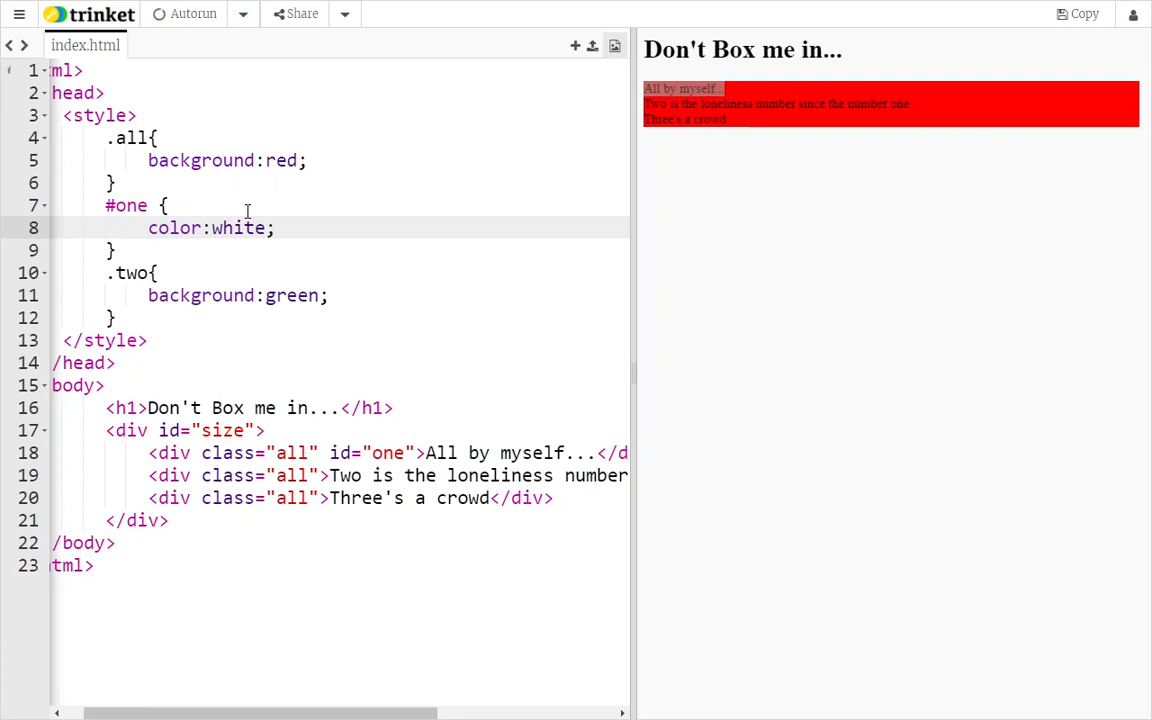 trinket Autorun Share Copy
index.html
1 ml>
2 head>
3 <style>
4 .all{
5 background:red;
6 }
7 #one {
8 color:white;
9 }
10 .two{
11 background:green;
12 }
13 </style>
14 /head>
15 body>
16 <h1>Don't Box me in...</h1>
17 <div id="size">
18 <div class="all" id="one">All by myself...</d
19 <div class="all">Two is the loneliness number
20 <div class="all">Three's a crowd</div>
21 </div>
22 /body>
23 tml>
Don't Box me in...
All by myself...
Two is the loneliness number since the number one
Three's a crowd